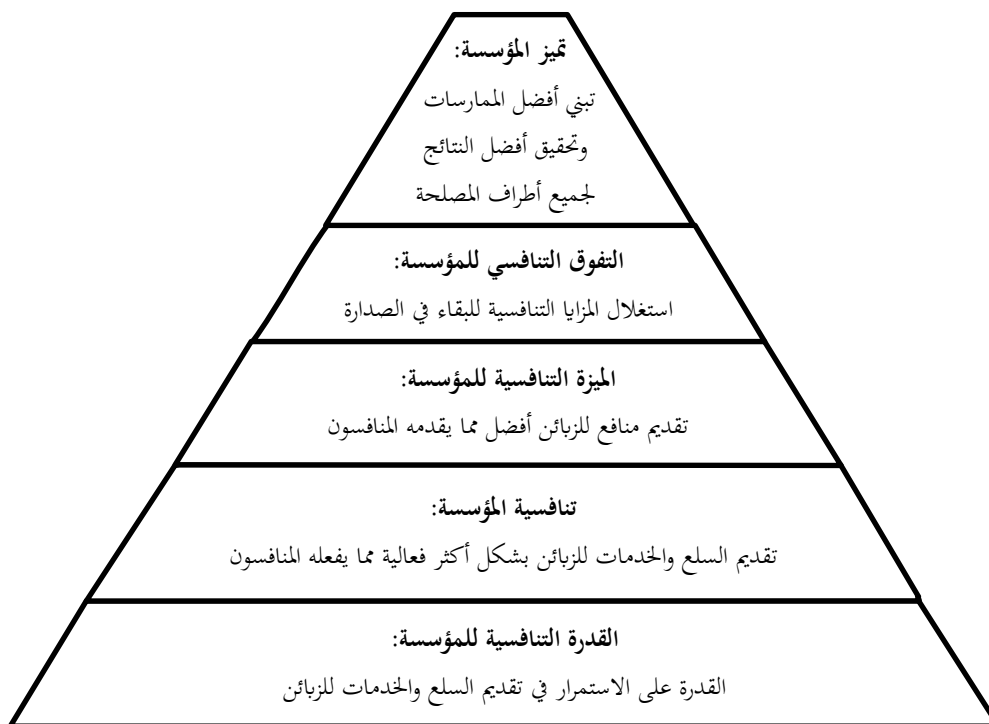 تميز المؤسسة:
تبني أفضل الممارسات
وتحقيق أفضل النتائج
لجميع أطراف المصلحة
التفوق التنافسي للمؤسسة:
استغلال المزايا التنافسية للبقاء في الصدارة
الميزة التنافسية للمؤسسة:
تقديم منافع للزبائن أفضل مما يقدمه المنافسون
تنافسية المؤسسة:
تقديم السلع والخدمات للزبائن بشكل أكثر فعالية مما يفعله المنافسون
القدرة التنافسية للمؤسسة:
القدرة على الاستمرار في تقديم السلع والخدمات للزبائن